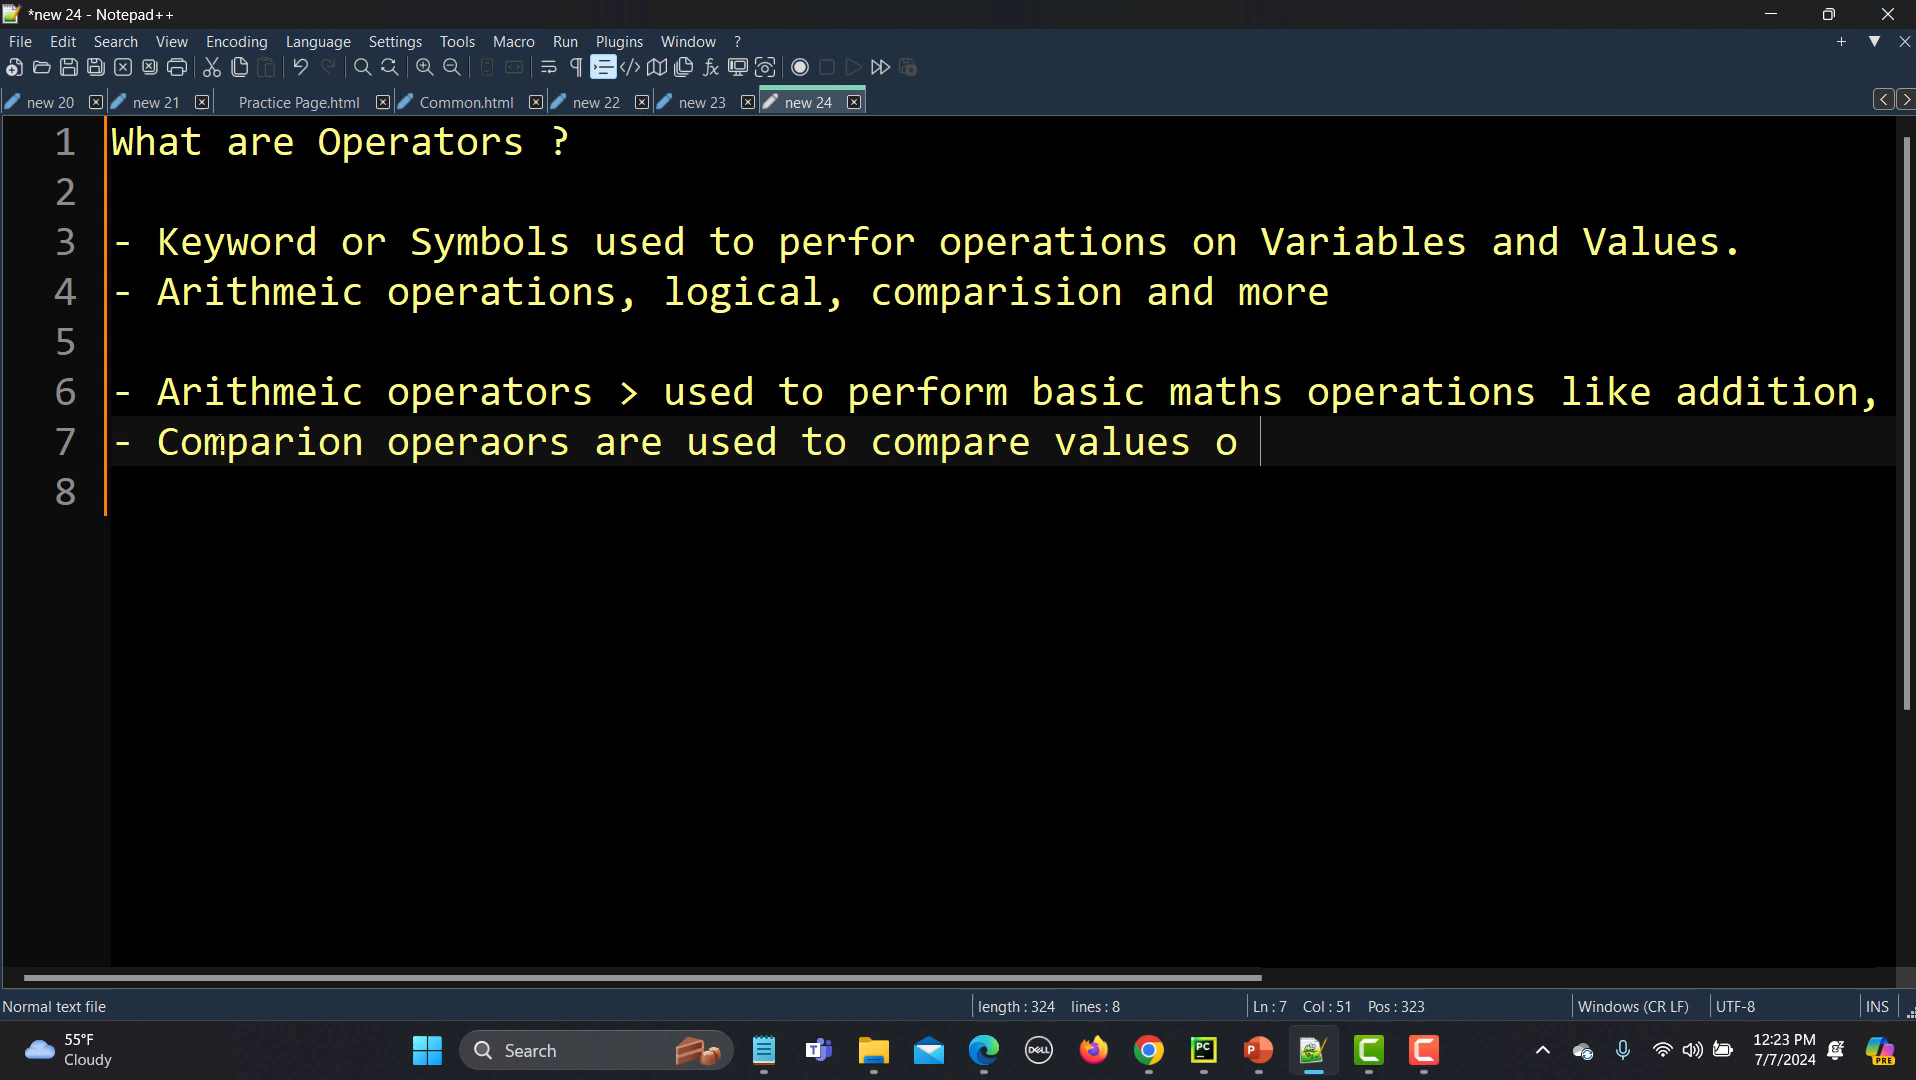 *new 24 - Notepad++
File Edit Search View Encoding Language Settings Tools Macro Run Plugins Window ?
new 20 new 21 Practice Page.html Common.html new 22 new 23 new 24
1 What are Operators ?
2
3 - Keyword or Symbols used to perfor operations on Variables and Values.
4 - Arithmeic operations, logical, comparision and more
5
6 - Arithmeic operators > used to perform basic maths operations like addition,
7 - Comparion operaors are used to compare values o
8
Normal text file length : 324 lines : 8 Ln : 7 Col : 51 Pos : 323 Windows (CR LF) UTF-8 INS
55°F
Cloudy
Search
DELL
PC
12:23 PM
7/7/2024
PRE